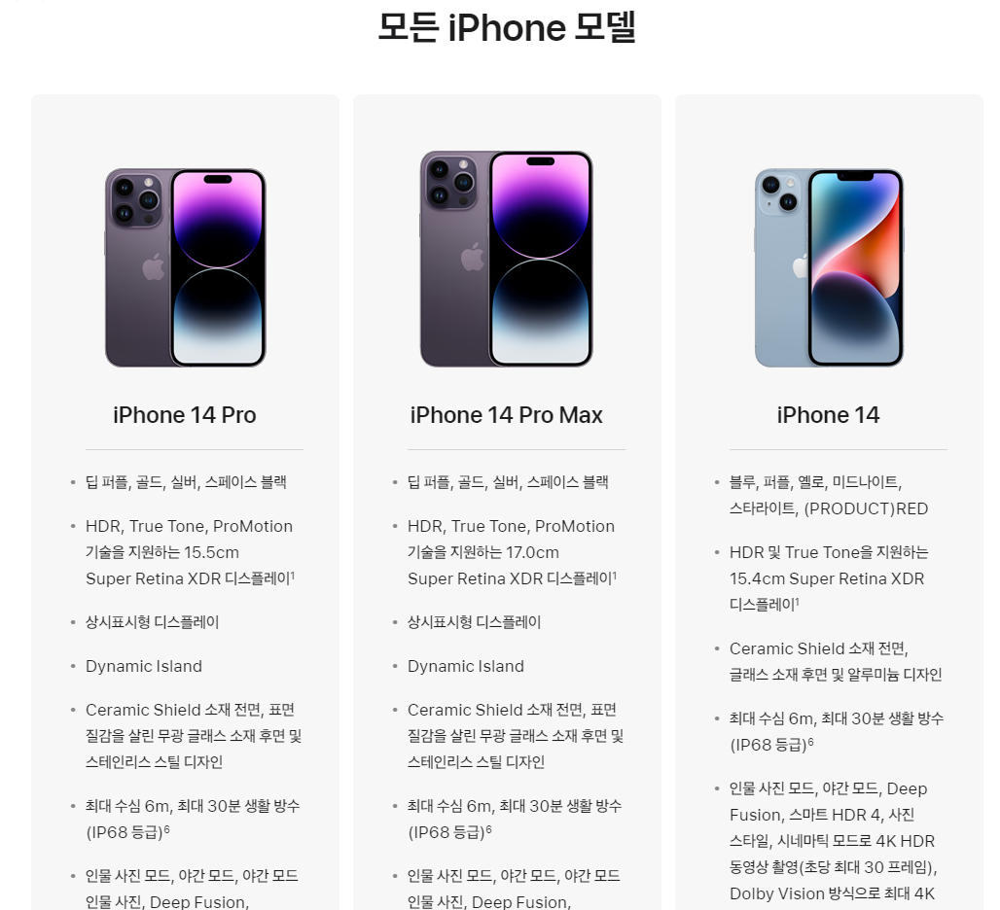 모든 iPhone 모델
iPhone 14 Pro
• 딥 퍼플, 골드, 실버, 스페이스 블랙
• HDR, True Tone, ProMotion
기술을 지원하는 15.5cm
Super Retina XDR 디스플레이¹
• 상시표시형 디스플레이
• Dynamic Island
• Ceramic Shield 소재 전면, 표면
질감을 살린 무광 글래스 소재 후면 및
스테인리스 스틸 디자인
• 최대 수심 6m, 최대 30분 생활 방수
(IP68 등급)⁶
• 인물 사진 모드, 야간 모드, 야간 모드
인물 사진, Deep Fusion,
iPhone 14 Pro Max
• 딥 퍼플, 골드, 실버, 스페이스 블랙
• HDR, True Tone, ProMotion
기술을 지원하는 17.0cm
Super Retina XDR 디스플레이¹
• 상시표시형 디스플레이
• Dynamic Island
• Ceramic Shield 소재 전면, 표면
질감을 살린 무광 글래스 소재 후면 및
스테인리스 스틸 디자인
• 최대 수심 6m, 최대 30분 생활 방수
(IP68 등급)⁶
• 인물 사진 모드, 야간 모드, 야간 모드
인물 사진, Deep Fusion,
iPhone 14
• 블루, 퍼플, 옐로, 미드나이트,
스타라이트, (PRODUCT)RED
• HDR 및 True Tone을 지원하는
15.4cm Super Retina XDR
디스플레이¹
• Ceramic Shield 소재 전면,
글래스 소재 후면 및 알루미늄 디자인
• 최대 수심 6m, 최대 30분 생활 방수
(IP68 등급)⁶
• 인물 사진 모드, 야간 모드, Deep
Fusion, 스마트 HDR 4, 사진
스타일, 시네마틱 모드로 4K HDR
동영상 촬영(초당 최대 30 프레임),
Dolby Vision 방식으로 최대 4K